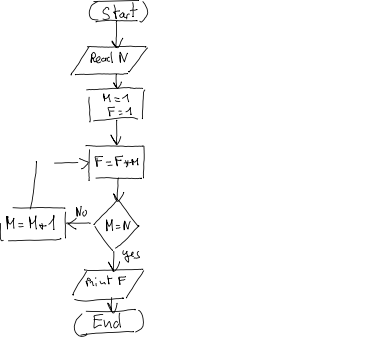 Start
Read N
M=1
F=1
F=F*M
No
M=M+1
M=N
yes
Print F
End